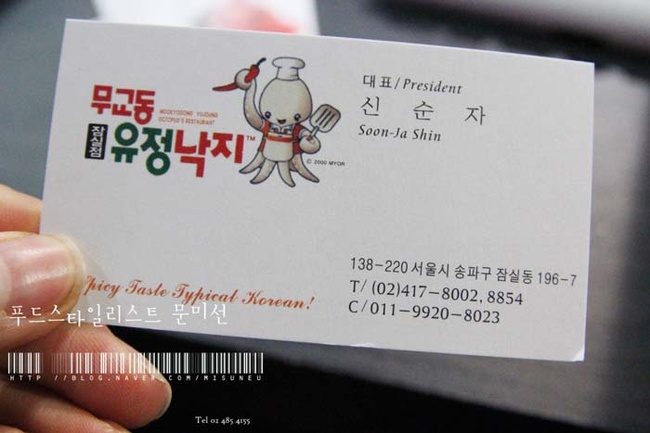 무교동
MOOKYODONG YOUJUNG
OCTOPUS'S RESTAURANT
잠실점
유정낙지™
© 2000 MYOR
대표/President
신 순 자
Soon-Ja Shin
138-220 서울시 송파구 잠실동 196-7
T/ (02)417-8002, 8854
C/ 011-9920-8023
Spicy Taste Typical Korean!
푸드스타일리스트 문미선
HTTP://BLOG.NAVER.COM/MISUNEU
Tel 02 485 4155